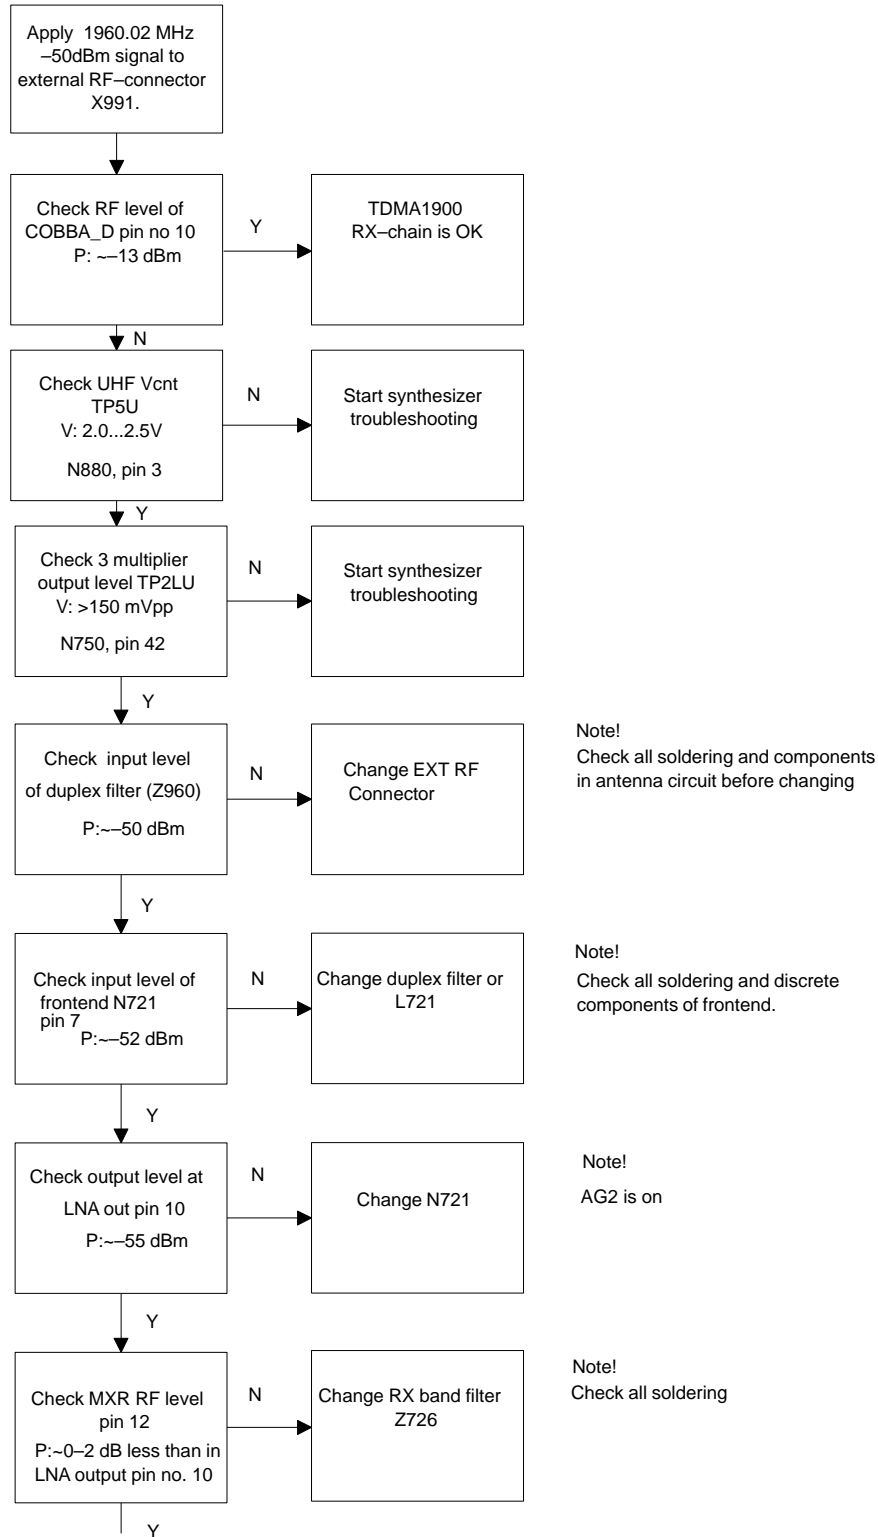 Apply 1960.02 MHz
–50dBm signal to
external RF–connector
X991.
Check RF level of
COBBA_D pin no 10
P: ~–13 dBm
Y
TDMA1900
RX–chain is OK
N
Check UHF Vcnt
TP5U
V: 2.0...2.5V
N880, pin 3
N
Start synthesizer
troubleshooting
Y
Check 3 multiplier
output level TP2LU
V: >150 mVpp
N750, pin 42
N
Start synthesizer
troubleshooting
Y
Check input level
of duplex filter (Z960)
P:~–50 dBm
N
Change EXT RF
Connector
Note!
Check all soldering and components
in antenna circuit before changing
Y
Check input level of
frontend N721
pin 7
P:~–52 dBm
N
Change duplex filter or
L721
Note!
Check all soldering and discrete
components of frontend.
Y
Check output level at
LNA out pin 10
P:~–55 dBm
N
Change N721
Note!
AG2 is on
Y
Check MXR RF level
pin 12
P:~0–2 dB less than in
LNA output pin no. 10
N
Change RX band filter
Z726
Note!
Check all soldering
Y